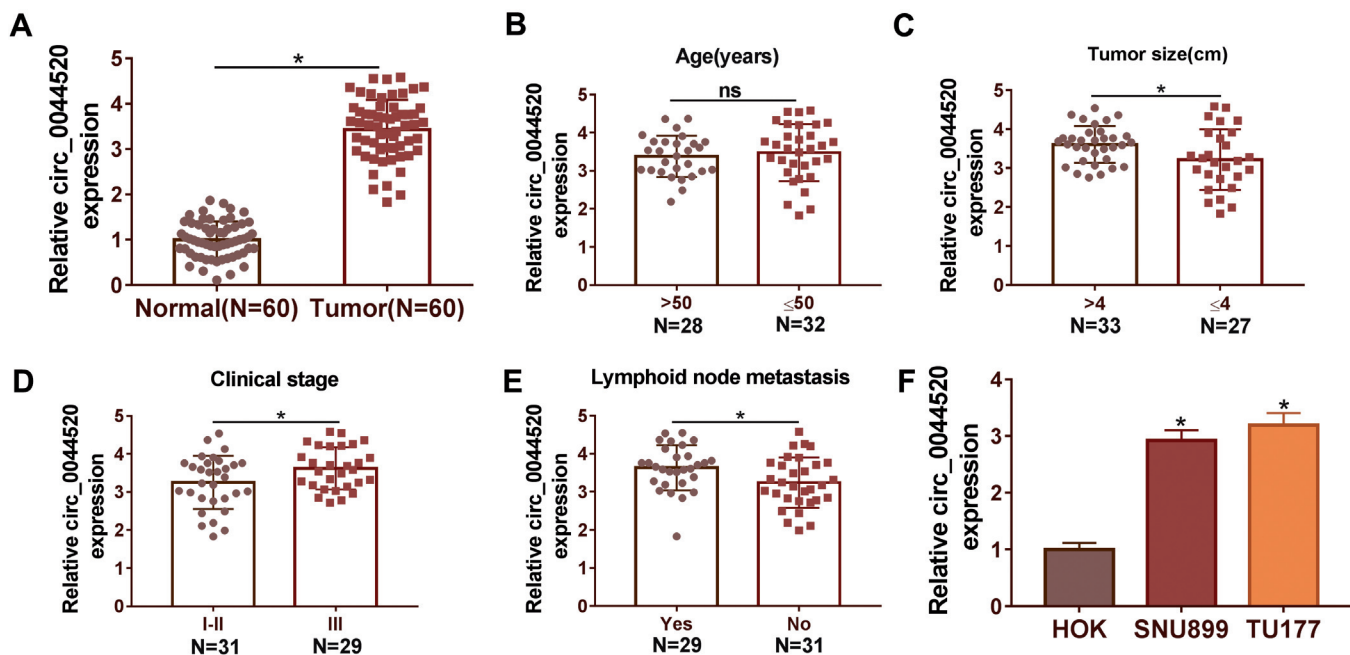 A
Relative circ_0044520
expression
5
4
3
2
1
0
*
Normal(N=60) Tumor(N=60)
B
Age(years)
Relative circ_0044520
expression
5
4
3
2
1
0
ns
>50 ≤50
N=28 N=32
C
Tumor size(cm)
Relative circ_0044520
expression
5
4
3
2
1
0
*
>4 ≤4
N=33 N=27
D
Clinical stage
Relative circ_0044520
expression
5
4
3
2
1
0
*
I-II III
N=31 N=29
E
Lymphoid node metastasis
Relative circ_0044520
expression
5
4
3
2
1
0
*
Yes No
N=29 N=31
F
Relative circ_0044520
expression
4
3
2
1
0
* *
HOK SNU899 TU177